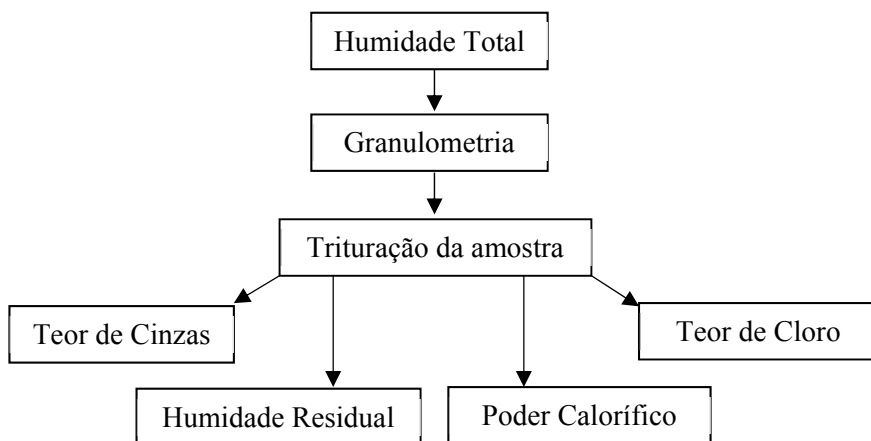 Humidade Total
Granulometria
Trituração da amostra
Teor de Cinzas
Teor de Cloro
Humidade Residual
Poder Calorífico